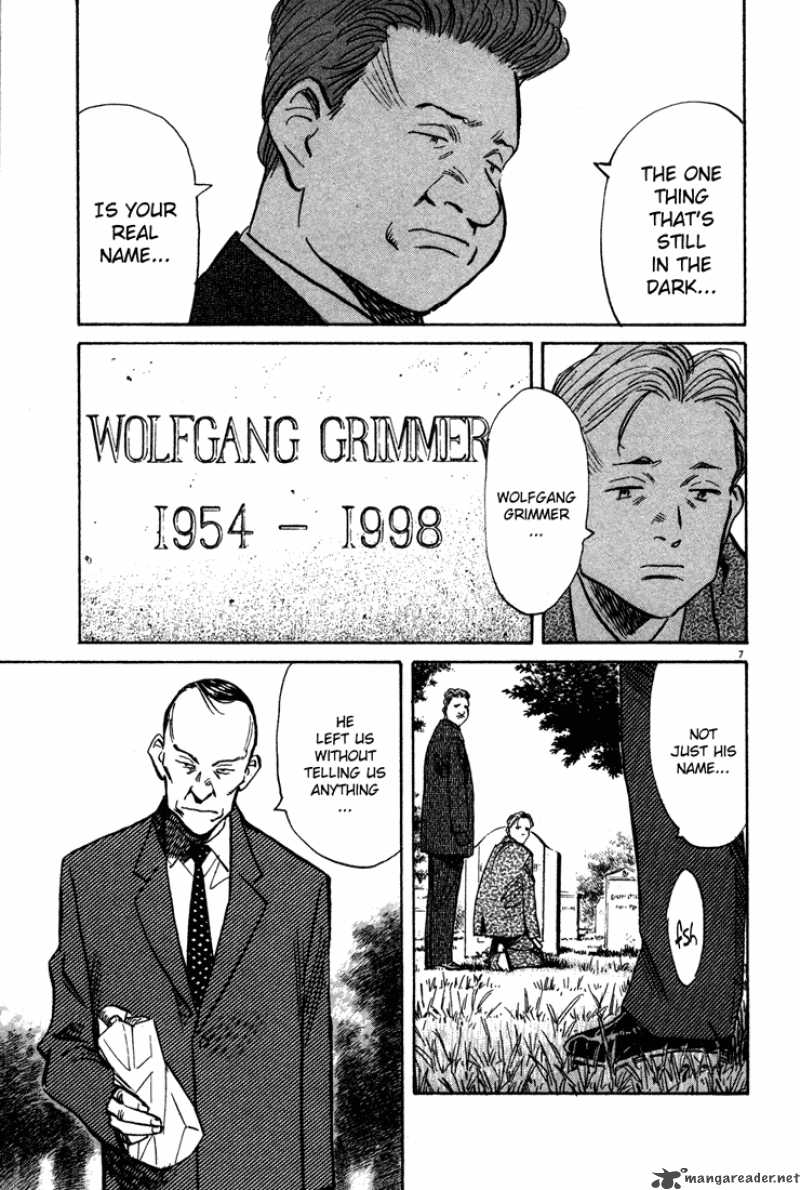 THE ONE
THING
THAT'S
STILL
IN THE
DARK...
IS YOUR
REAL
NAME...
WOLFGANG
GRIMMER
...
WOLFGANG GRIMMER
1954 - 1998
7
NOT
JUST HIS
NAME...
fsh
HE
LEFT US
WITHOUT
TELLING US
ANYTHING
...
mangareader.net